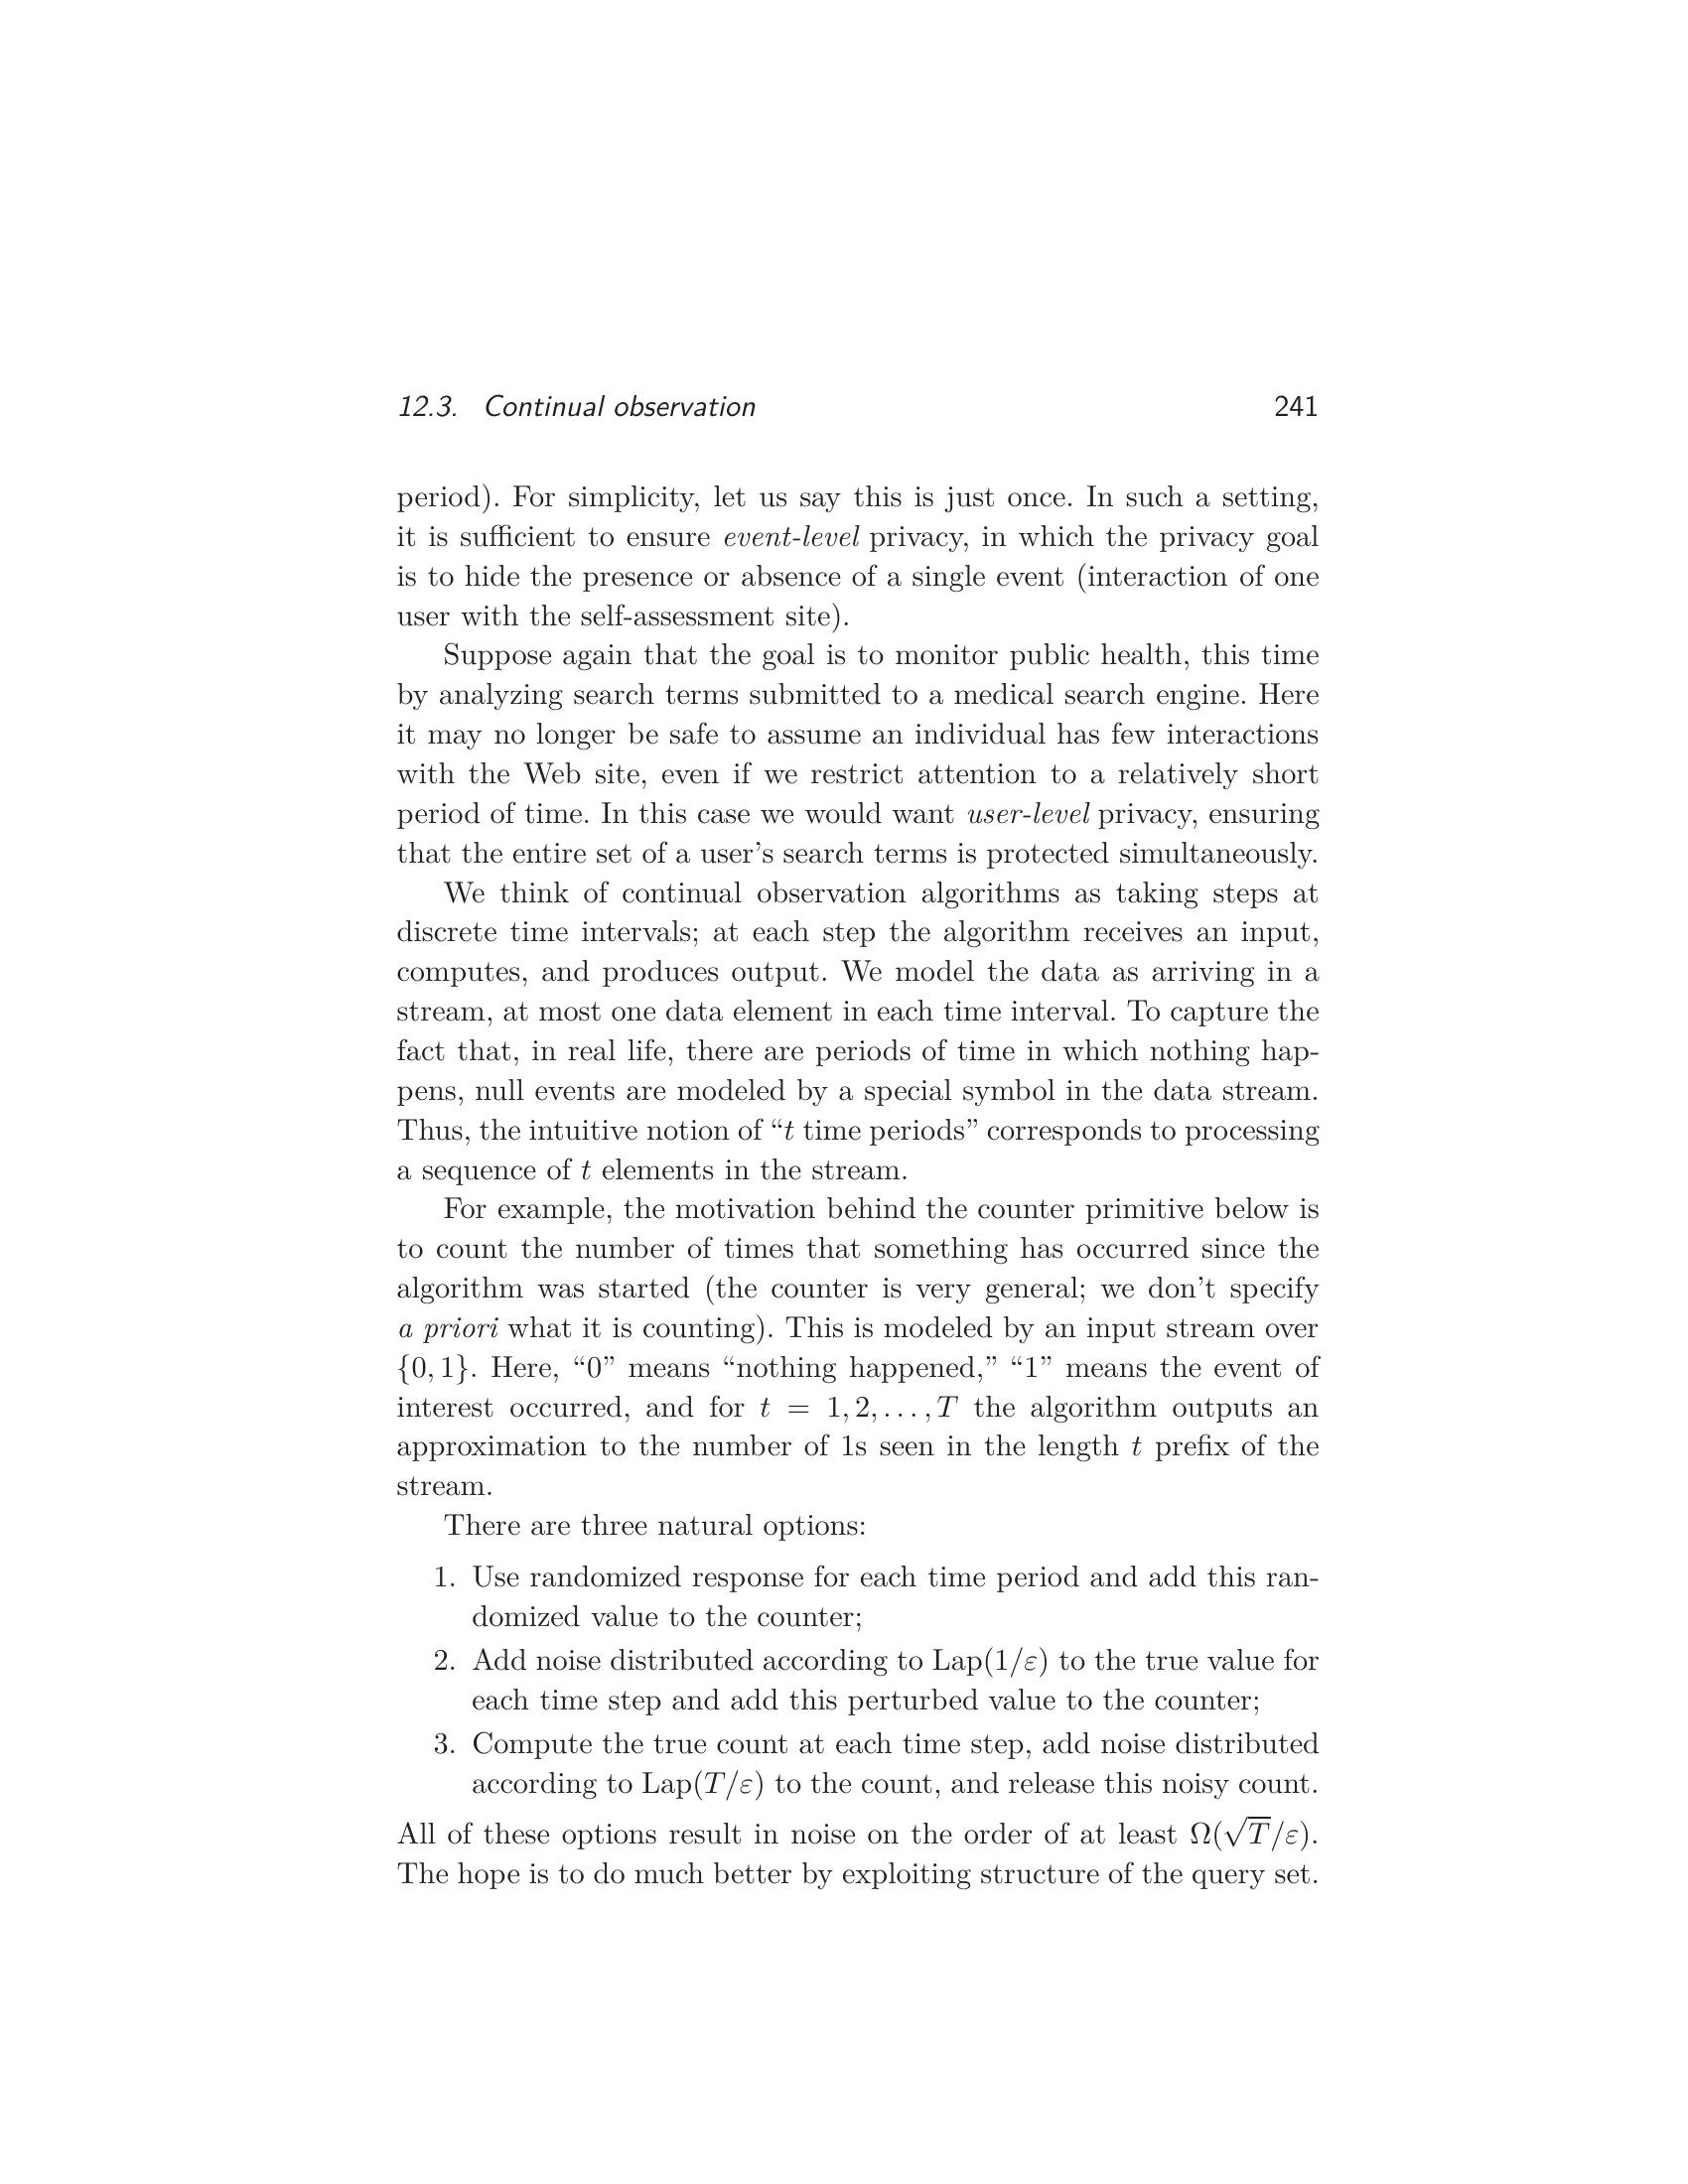 12.3. Continual observation 241
period). For simplicity, let us say this is just once. In such a setting,
it is sufficient to ensure event-level privacy, in which the privacy goal
is to hide the presence or absence of a single event (interaction of one
user with the self-assessment site).
Suppose again that the goal is to monitor public health, this time
by analyzing search terms submitted to a medical search engine. Here
it may no longer be safe to assume an individual has few interactions
with the Web site, even if we restrict attention to a relatively short
period of time. In this case we would want user-level privacy, ensuring
that the entire set of a user's search terms is protected simultaneously.
We think of continual observation algorithms as taking steps at
discrete time intervals; at each step the algorithm receives an input,
computes, and produces output. We model the data as arriving in a
stream, at most one data element in each time interval. To capture the
fact that, in real life, there are periods of time in which nothing hap-
pens, null events are modeled by a special symbol in the data stream.
Thus, the intuitive notion of “t time periods” corresponds to processing
a sequence of t elements in the stream.
For example, the motivation behind the counter primitive below is
to count the number of times that something has occurred since the
algorithm was started (the counter is very general; we don't specify
a priori what it is counting). This is modeled by an input stream over
{0, 1}. Here, “0” means “nothing happened,” “1” means the event of
interest occurred, and for t = 1, 2, . . . , T the algorithm outputs an
approximation to the number of 1s seen in the length t prefix of the
stream.
There are three natural options:
1. Use randomized response for each time period and add this ran-
domized value to the counter;
2. Add noise distributed according to Lap(1/ε) to the true value for
each time step and add this perturbed value to the counter;
3. Compute the true count at each time step, add noise distributed
according to Lap(T/ε) to the count, and release this noisy count.
All of these options result in noise on the order of at least Ω(√T/ε).
The hope is to do much better by exploiting structure of the query set.